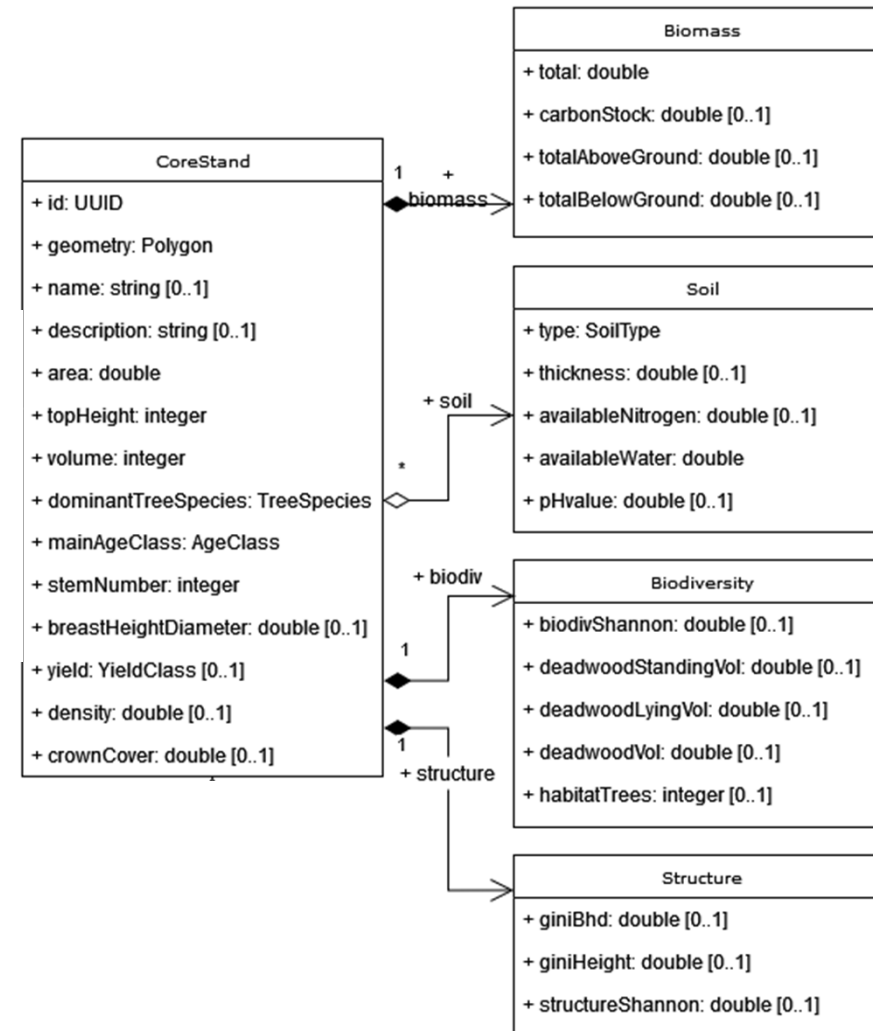 CoreStand
+ id: UUID
+ geometry: Polygon
+ name: string [0..1]
+ description: string [0..1]
+ area: double
+ topHeight: integer
+ volume: integer
+ dominantTreeSpecies: TreeSpecies
+ mainAgeClass: AgeClass
+ stemNumber: integer
+ breastHeightDiameter: double [0..1]
+ yield: YieldClass [0..1]
+ density: double [0..1]
+ crownCover: double [0..1]
1 +
biomass
+ soil
*
+ biodiv
1
1
+ structure
Biomass
+ total: double
+ carbonStock: double [0..1]
+ totalAboveGround: double [0..1]
+ totalBelowGround: double [0..1]
Soil
+ type: SoilType
+ thickness: double [0..1]
+ availableNitrogen: double [0..1]
+ availableWater: double
+ pHvalue: double [0..1]
Biodiversity
+ biodivShannon: double [0..1]
+ deadwoodStandingVol: double [0..1]
+ deadwoodLyingVol: double [0..1]
+ deadwoodVol: double [0..1]
+ habitatTrees: integer [0..1]
Structure
+ giniBhd: double [0..1]
+ giniHeight: double [0..1]
+ structureShannon: double [0..1]